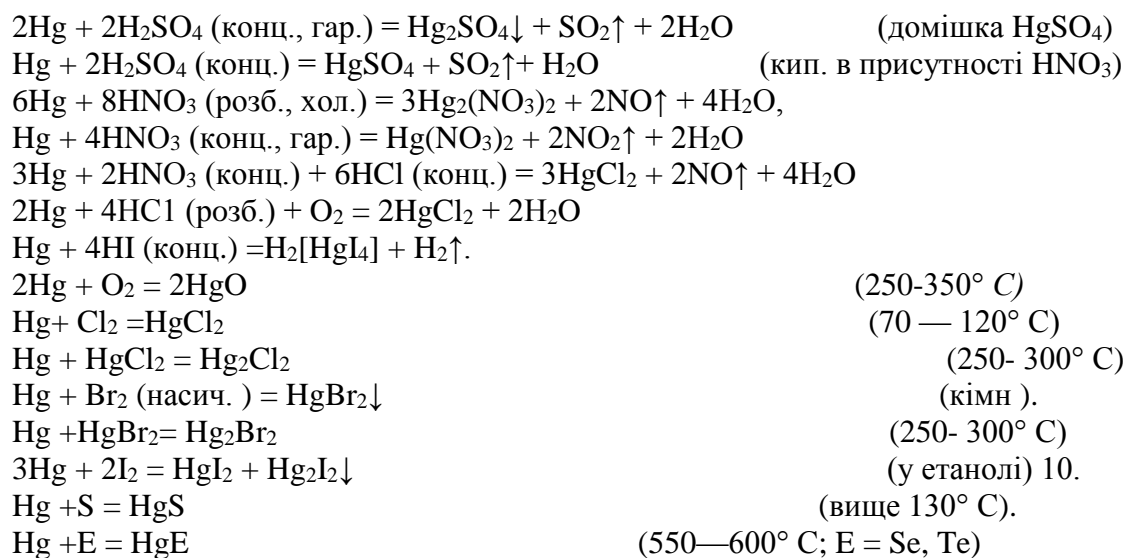 2Hg + 2H₂SO₄ (конц., гар.) = Hg₂SO₄↓ + SO₂↑ + 2H₂O (домішка HgSO₄)
Hg + 2H₂SO₄ (конц.) = HgSO₄ + SO₂↑+ H₂O (кип. в присутності HNO₃)
6Hg + 8HNO₃ (розб., хол.) = 3Hg₂(NO₃)₂ + 2NO↑ + 4H₂O,
Hg + 4HNO₃ (конц., гар.) = Hg(NO₃)₂ + 2NO₂↑ + 2H₂O
3Hg + 2HNO₃ (конц.) + 6HCl (конц.) = 3HgCl₂ + 2NO↑ + 4H₂O
2Hg + 4HC1 (розб.) + O₂ = 2HgCl₂ + 2H₂O
Hg + 4HI (конц.) =H₂[HgI₄] + H₂↑.
2Hg + O₂ = 2HgO (250-350° C)
Hg+ Cl₂ =HgCl₂ (70 — 120° C)
Hg + HgCl₂ = Hg₂Cl₂ (250- 300° C)
Hg + Br₂ (насич. ) = HgBr₂↓ (кімн ).
Hg +HgBr₂= Hg₂Br₂ (250- 300° C)
3Hg + 2I₂ = HgI₂ + Hg₂I₂↓ (у етанолі) 10.
Hg +S = HgS (вище 130° C).
Hg +E = HgE (550—600° C; E = Se, Te)